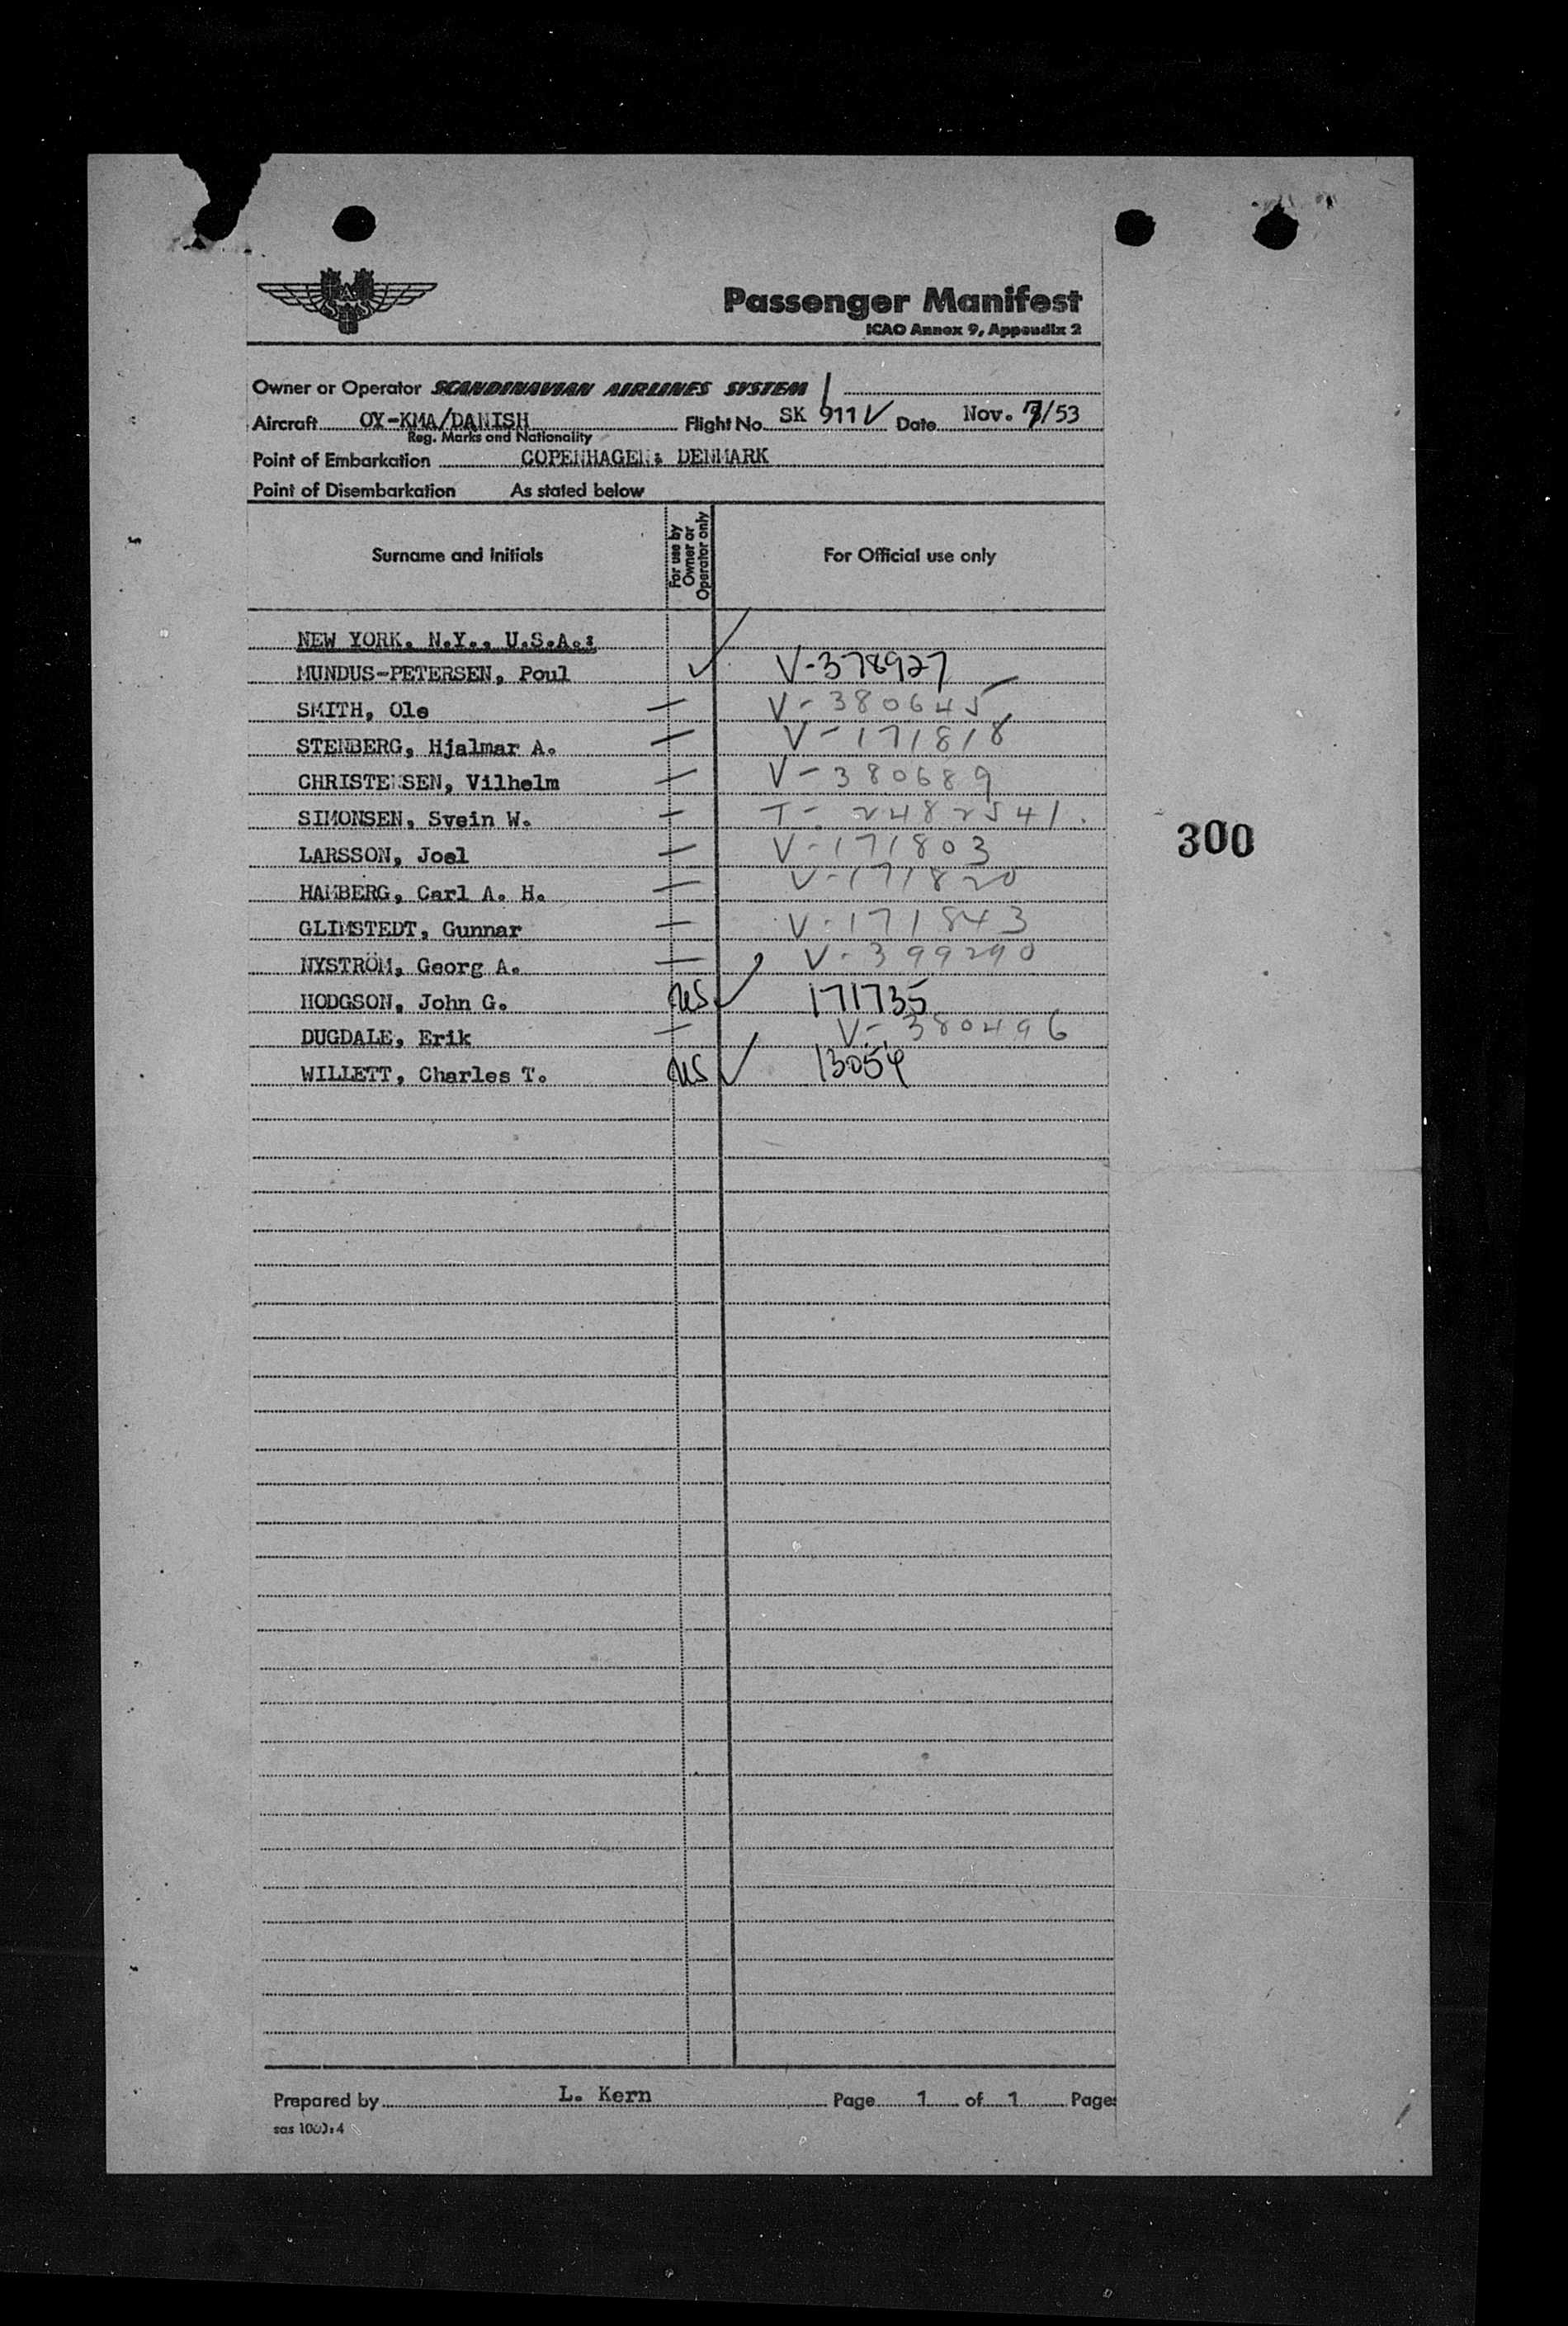 SAS
Passenger Manifest
ICAO Annex 9, Appendix 2
Owner or Operator SCANDINAVIAN AIRLINES SYSTEM
Aircraft OY-KMA/DANISH Flight No. SK 911 Date Nov. 7/53
Reg. Marks and Nationality
Point of Embarkation COPENHAGEN: DENMARK
Point of Disembarkation As stated below
Surname and Initials For use by Owner or Operator only For Official use only
NEW YORK. N.Y., U.S.A.:
MUNDUS-PETERSEN, Poul V-378927
SMITH, Ole V-380645
STENBERG, Hjalmar A. V-171818
CHRISTENSEN, Vilhelm V-380689
SIMONSEN, Svein W. T-2482541.
LARSSON, Joel V-171803
300
HAMBERG, Carl A. H. V-171820
GLIMSTEDT, Gunnar V-171843
NYSTRÖM, Georg A. V-399290
HODGSON, John G. US 171735
DUGDALE, Erik V-380496
WILLETT, Charles T. US 13054
Prepared by L. Kern Page 1 of 1 Pages